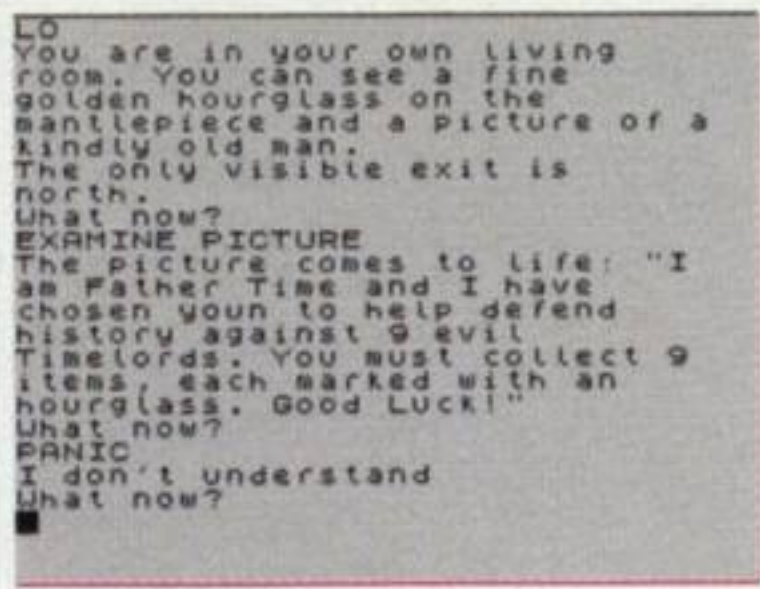 LO
You are in your own living
room. You can see a fine
golden hourglass on the
mantlepiece and a picture of a
kindly old man.
The only visible exit is
north.
What now?
EXAMINE PICTURE
The picture comes to life: "I
am Father Time and I have
chosen youn to help defend
history against 9 evil
Timelords. You must collect 9
items, each marked with an
hourglass. Good Luck!"
What now?
PANIC
I don't understand
What now?